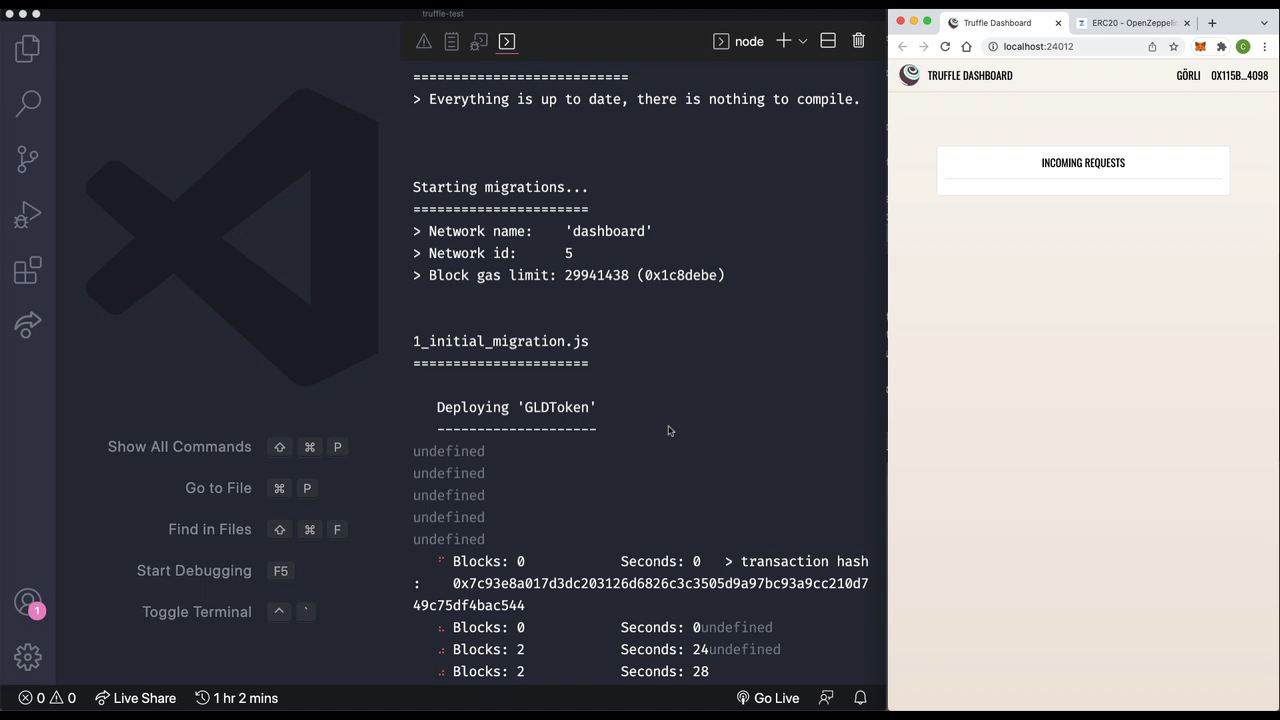 truffle-test
node
===========================
> Everything is up to date, there is nothing to compile.
Starting migrations...
======================
> Network name:    'dashboard'
> Network id:      5
> Block gas limit: 29941438 (0x1c8debe)
1_initial_migration.js
======================
Deploying 'GLDToken'
--------------------
undefined
undefined
undefined
undefined
undefined
Blocks: 0            Seconds: 0   > transaction hash
:    0x7c93e8a017d3dc203126d6826c3c3505d9a97bc93a9cc210d7
49c75df4bac544
Blocks: 0            Seconds: 0undefined
Blocks: 2            Seconds: 24undefined
Blocks: 2            Seconds: 28
Show All Commands ⇧ ⌘ P
Go to File ⌘ P
Find in Files ⇧ ⌘ F
Start Debugging F5
Toggle Terminal ^ `
1
0 0 Live Share 1 hr 2 mins
Go Live
Truffle Dashboard
ERC20 - OpenZeppelin
localhost:24012
C
TRUFFLE DASHBOARD
GÖRLI 0X115B...4098
INCOMING REQUESTS